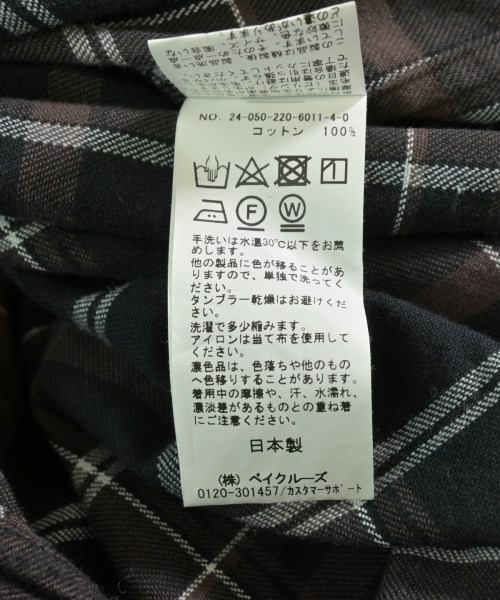 NO. 24-050-220-6011-4-0
コットン 100%
1
F W
手洗いは水温30℃以下をお薦
めします。
他の製品に色が移ることがあ
りますので、単独で洗ってく
ださい。
タンブラー乾燥はお避けくだ
さい。
洗濯で多少縮みます。
アイロンは当て布を使用して
ください。
濃色品は、色落ちや他のもの
へ色移りすることがあります。
着用中の摩擦や、汗、水濡れ、
濃淡差があるものとの重ね着
にご注意ください。
日本製
(株) ベイクルーズ
0120-301457/カスタマーサポート